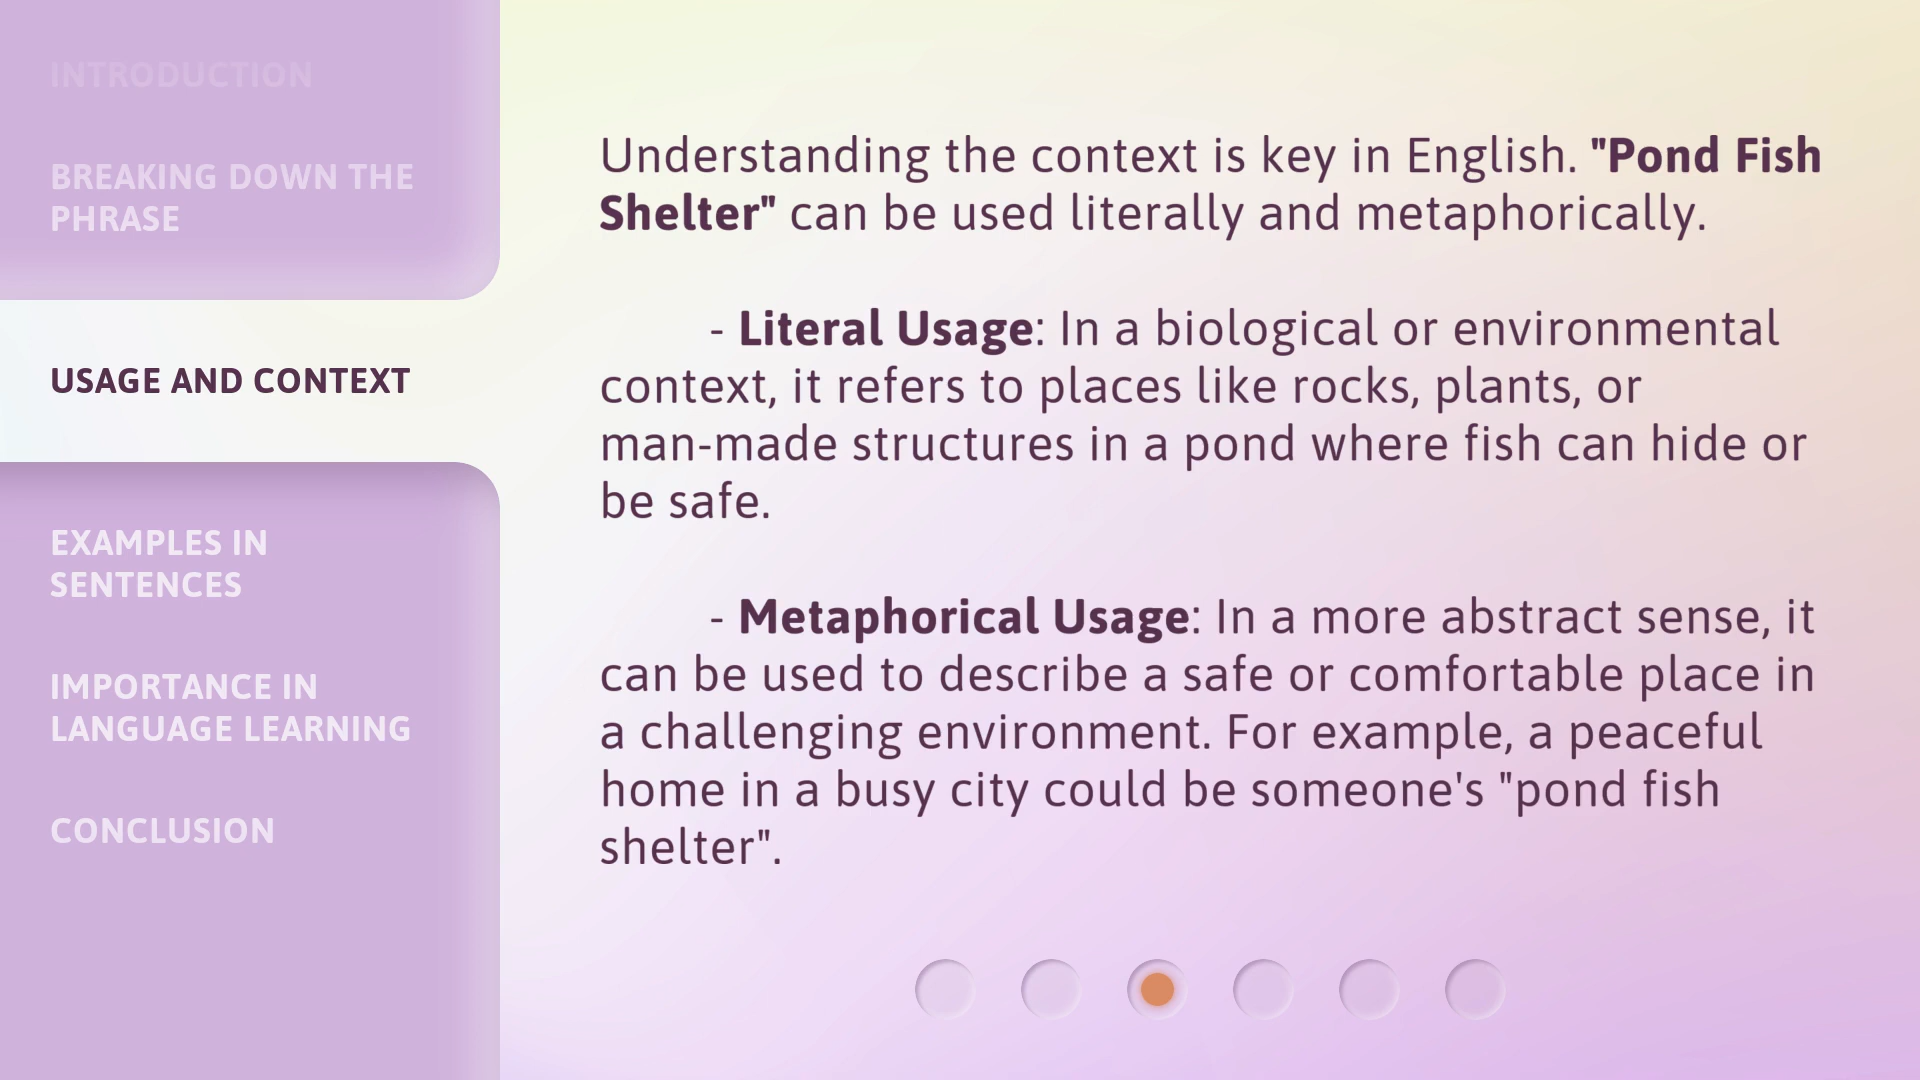 INTRODUCTION
BREAKING DOWN THE
PHRASE
USAGE AND CONTEXT
EXAMPLES IN
SENTENCES
IMPORTANCE IN
LANGUAGE LEARNING
CONCLUSION
Understanding the context is key in English. "Pond Fish
Shelter" can be used literally and metaphorically.
- Literal Usage: In a biological or environmental
context, it refers to places like rocks, plants, or
man-made structures in a pond where fish can hide or
be safe.
- Metaphorical Usage: In a more abstract sense, it
can be used to describe a safe or comfortable place in
a challenging environment. For example, a peaceful
home in a busy city could be someone's "pond fish
shelter".